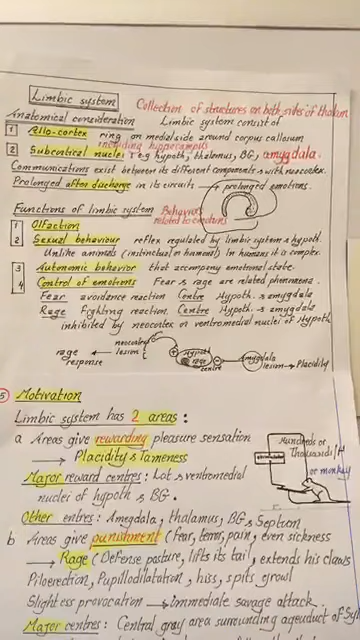 Limbic system
Collection of structures on both sides of thalam
Anatomical consideration Limbic system consist of
1 Allo-cortex ring on medial side around corpus callosum
including hippocampus
2 Subcortical nuclei e.g hypoth, thalamus, BG, amygdala.
Communications exist between its different components & with neocortex.
Prolonged after discharge in its circuits → prolonged emotions.
Functions of limbic system Behaviors
related to emotions
1 Olfaction
2 Sexual behaviour reflex regulated by limbic system & hypoth.
Unlike animals (instinctual or hormonal) In humans it is complex.
3 Autonomic behavior that accompany emotional state.
4 Control of emotions Fear & rage are related phenomena.
Fear avoidance reaction Centre Hypoth. & amygdala
Rage Fighting reaction. Centre Hypoth. & amygdala
inhibited by neocortex or ventromedial nuclei of Hypoth
neocortex
rage ← lesion
response
+ Hypoth rage centre -
Amygdala
lesion → Placidity
5 Motivation
Limbic system has 2 areas:
a Areas give rewarding pleasure sensation
→ Placidity & Tameness
Hundreds or
thousands/H
or monkey
Major reward centres: Lat & ventromedial
nuclei of hypoth & BG.
Other entres: Amygdala, thalamus, BG & Septum
b Areas give punishment (fear, terror, pain, even sickness
→ Rage (Defense posture, lifts its tail, extends his claws
Piloerection, Pupillodilatation, hiss, spits growl
Slightess provocation → immediate savage attack.
Major centres: Central gray area surrounding aqueduct of Syl